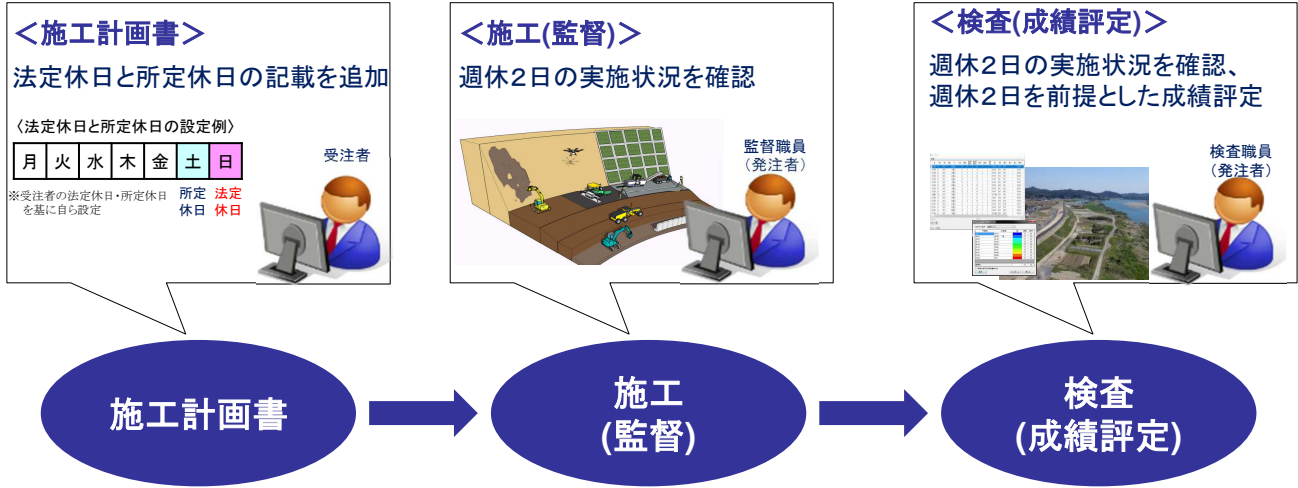 ＜施工計画書＞
法定休日と所定休日の記載を追加
〈法定休日と所定休日の設定例〉
月 火 水 木 金 土 日
※受注者の法定休日・所定休日
を基に自ら設定
所定
休日
法定
休日
受注者
＜施工(監督)＞
週休２日の実施状況を確認
監督職員
（発注者）
＜検査(成績評定)＞
週休２日の実施状況を確認、
週休２日を前提とした成績評定
検査職員
（発注者）
施工計画書
施工
(監督)
検査
(成績評定)